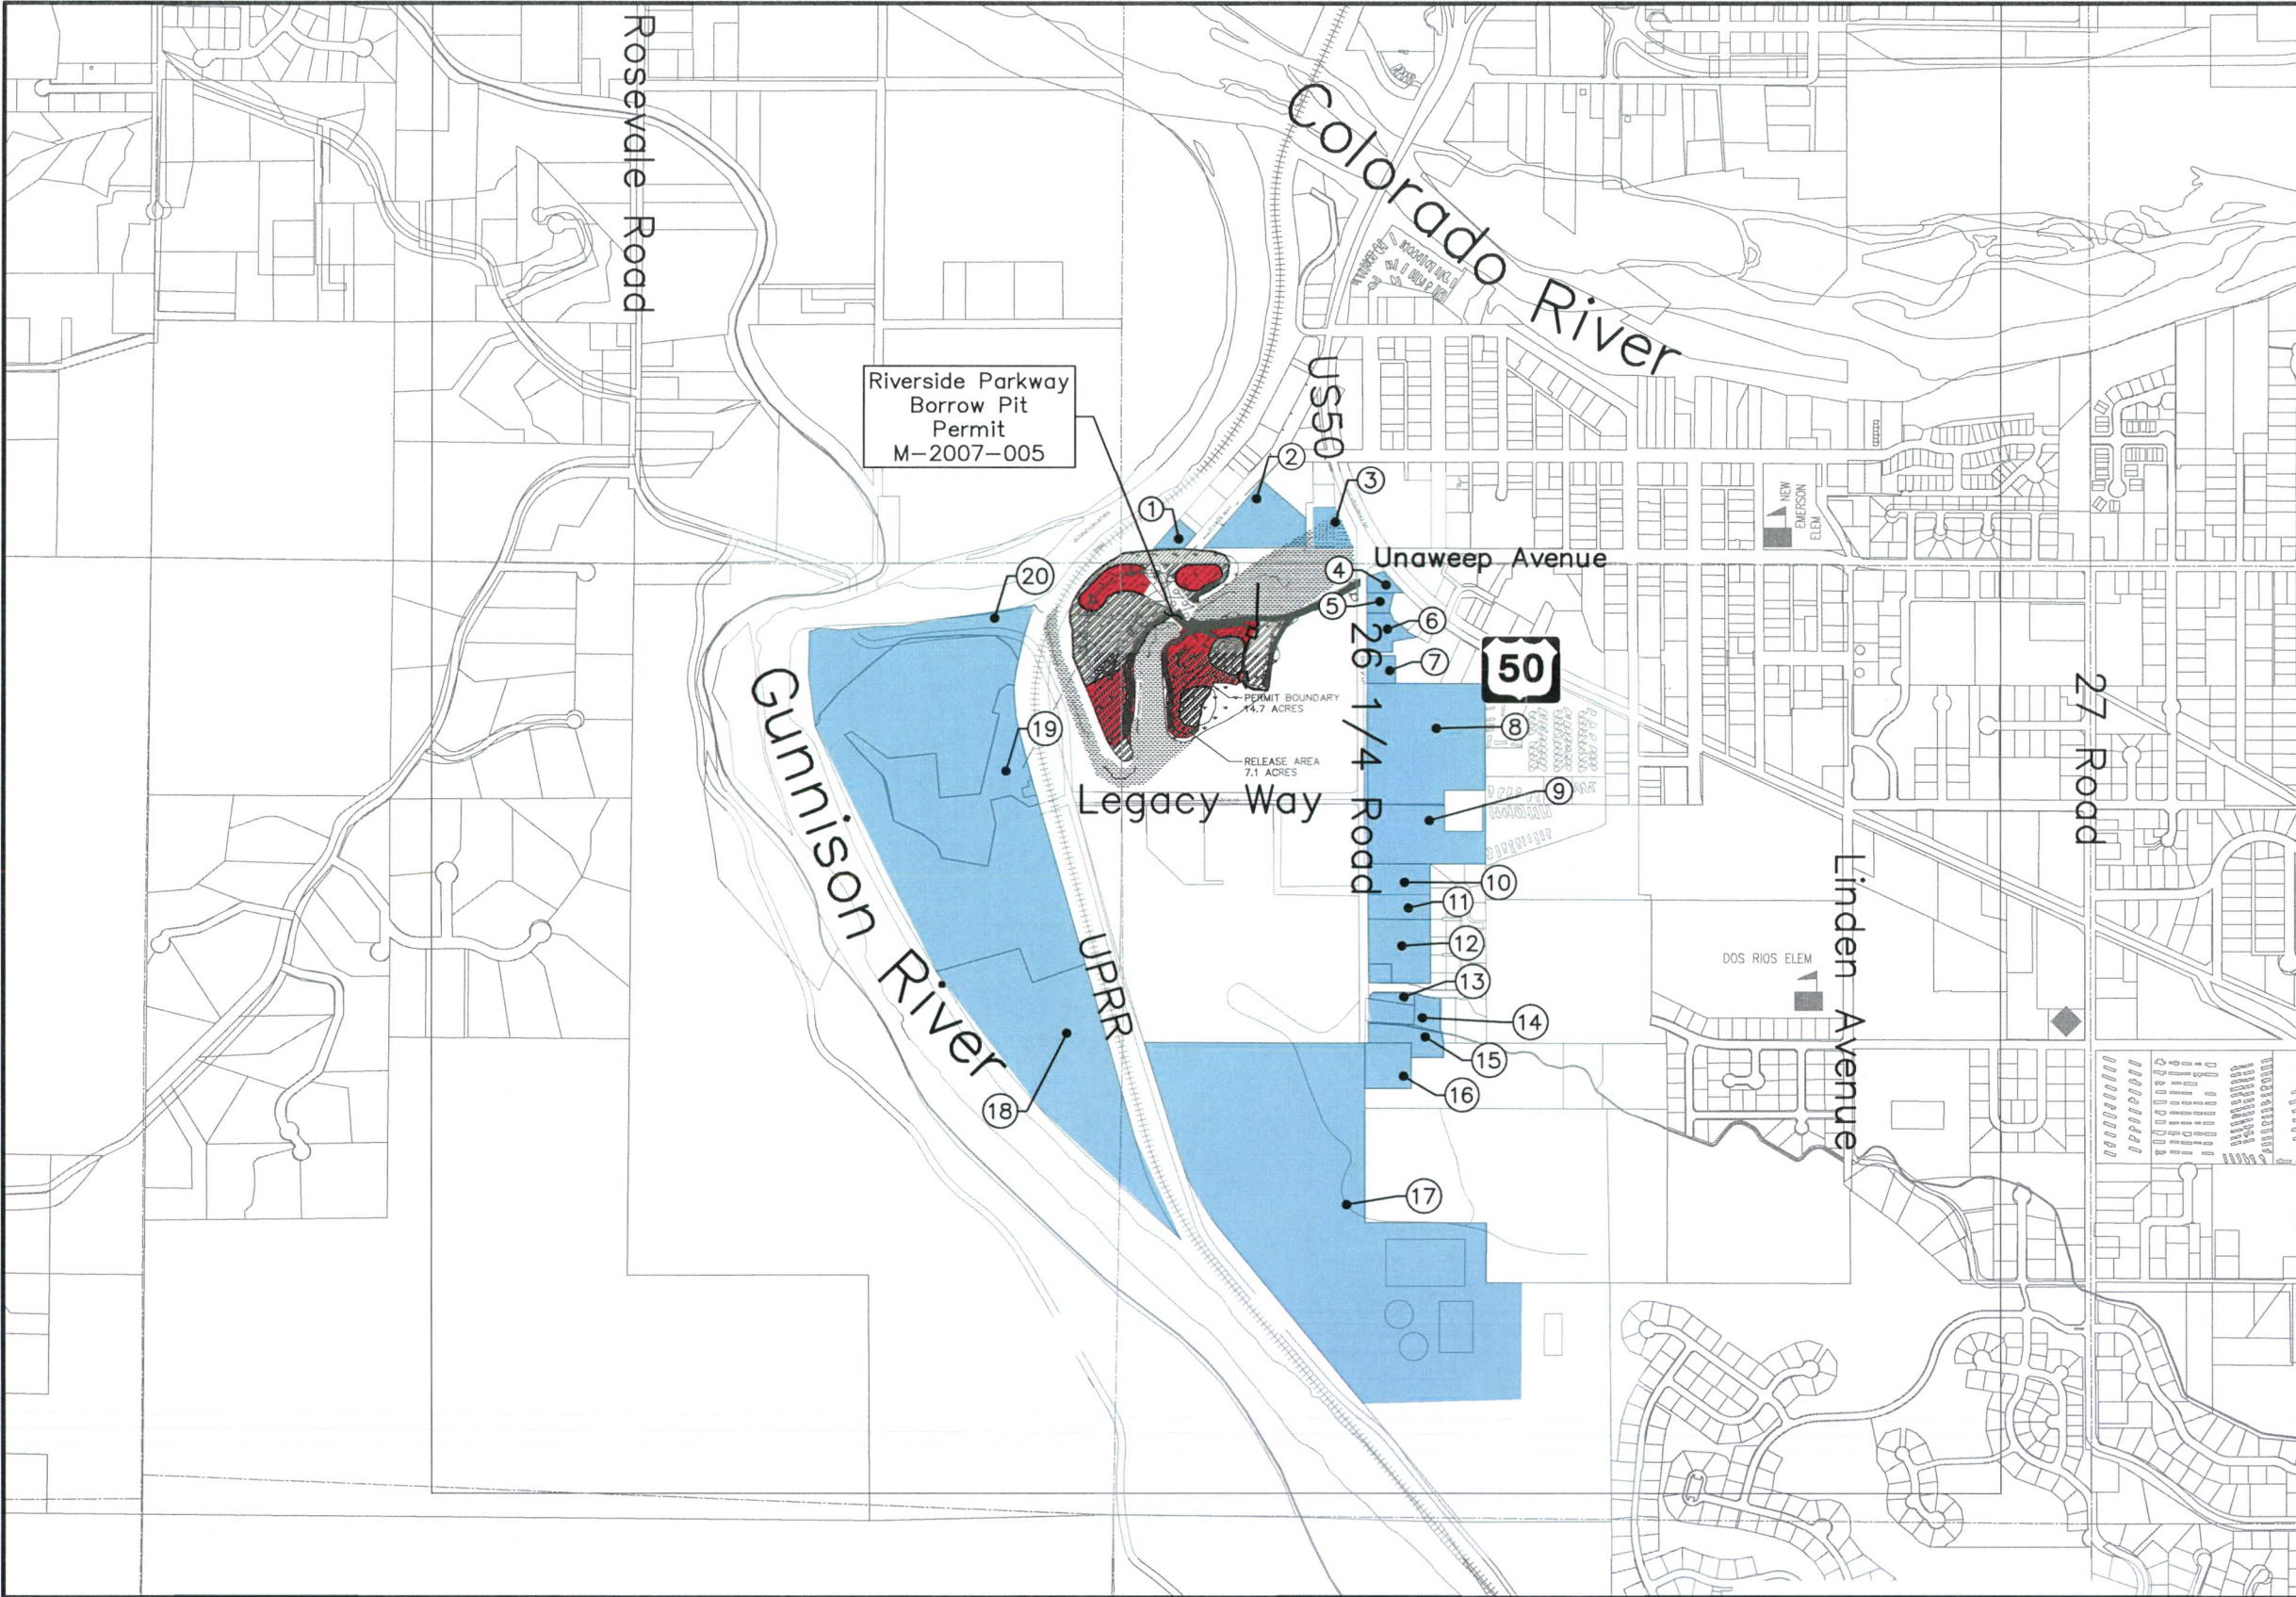 Rosevale Road
Colorado River
Riverside Parkway
Borrow Pit
Permit
M-2007-005
US50
2
3
1
NEW
EMERSON
ELEM
Unaweep Avenue
4
20
5
6
7
50
26 1/4 Road
27 Road
PERMIT BOUNDARY
14.7 ACRES
8
19
RELEASE AREA
7.1 ACRES
Legacy Way
9
Gunnison River
10
11
12
Linden Avenue
DOS RIOS ELEM
UPRR
13
14
15
16
18
17